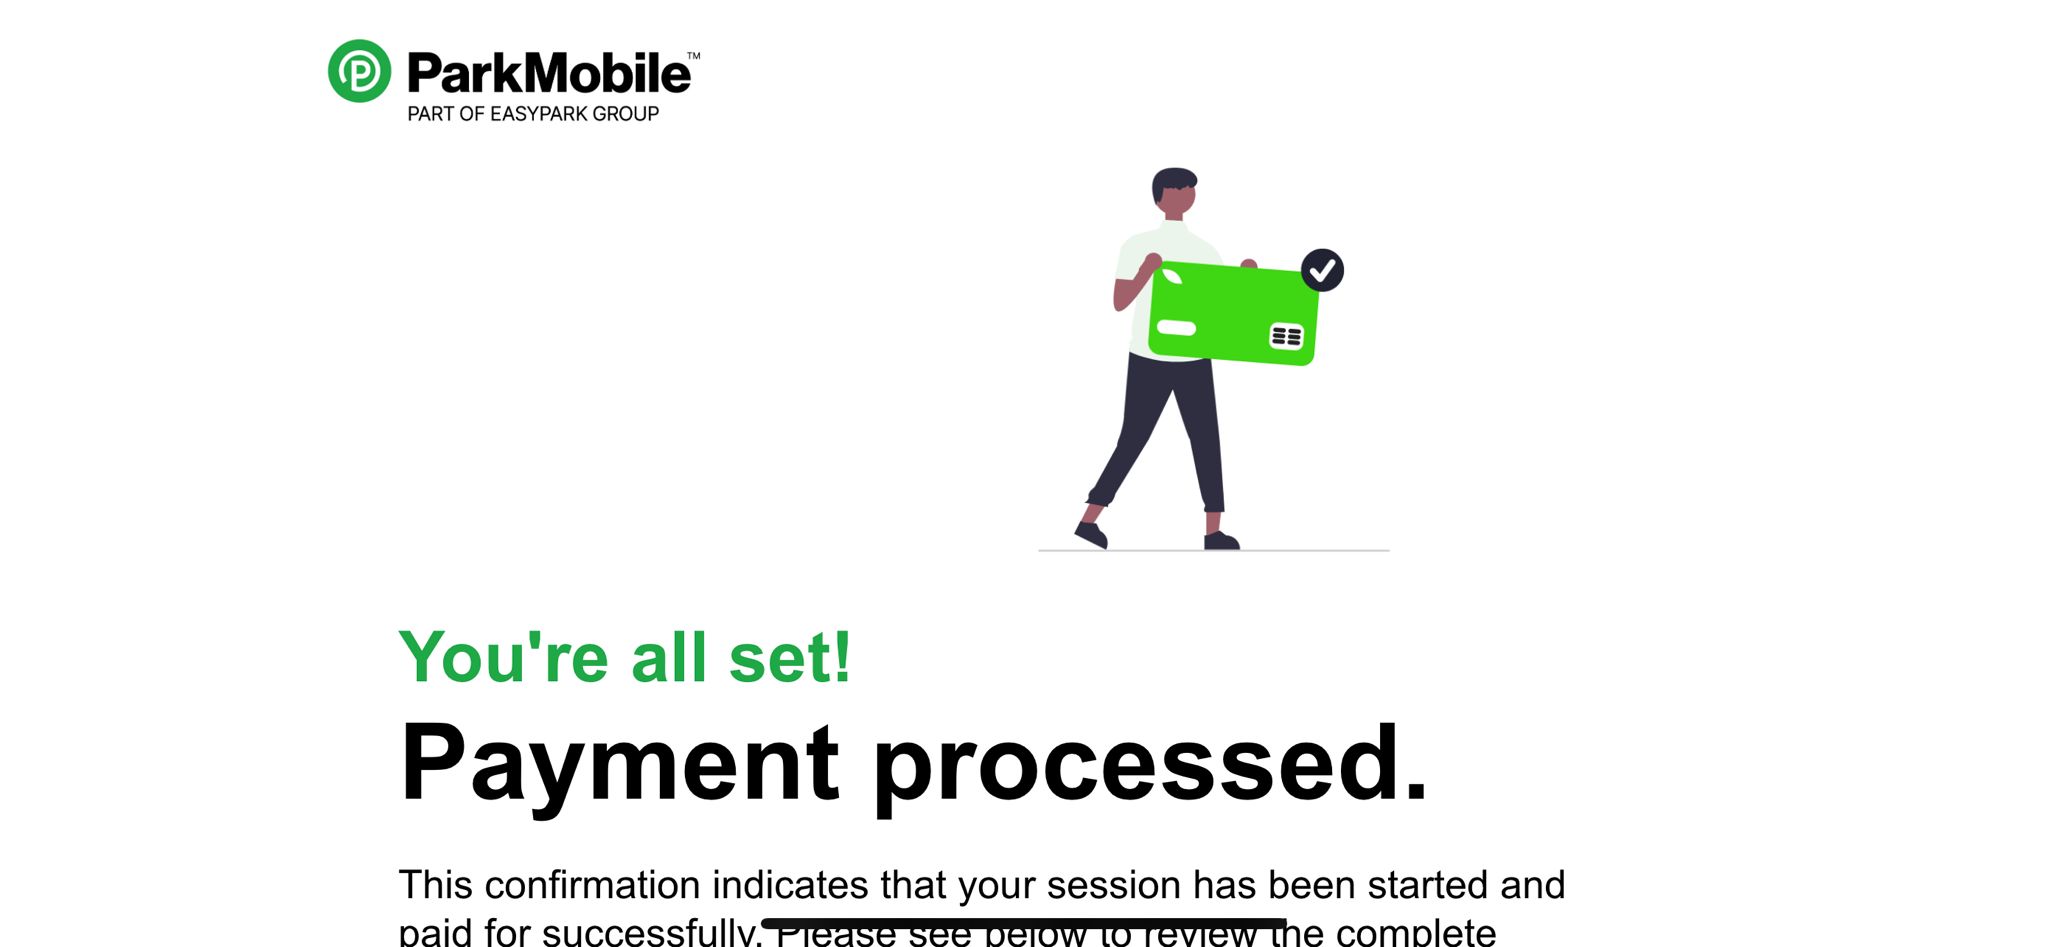 ParkMobile™
PART OF EASYPARK GROUP
You're all set!
Payment processed.
This confirmation indicates that your session has been started and
paid for successfully. Please see below to review the complete